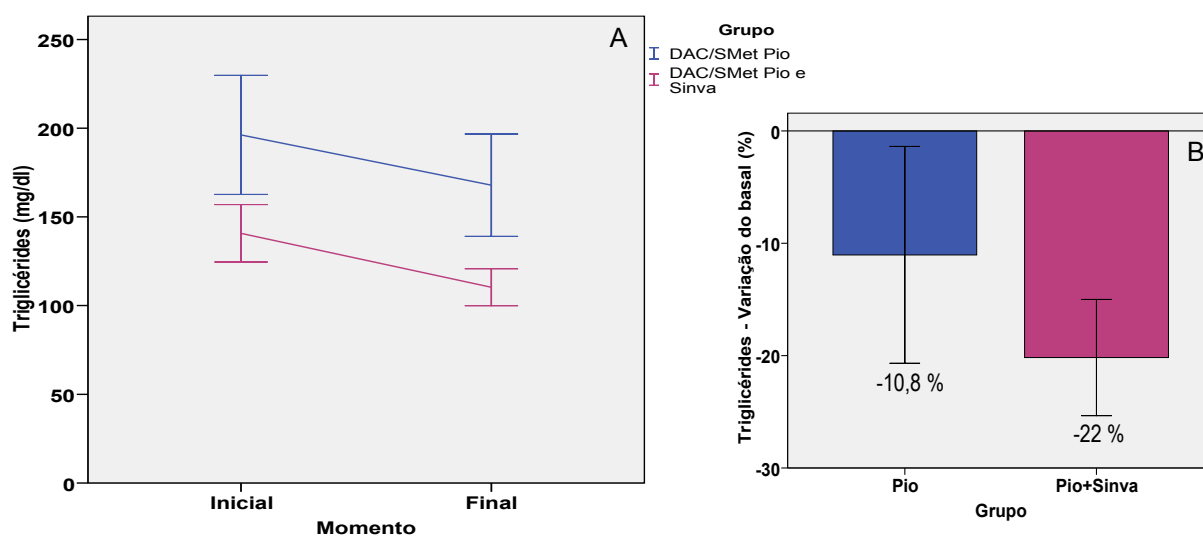 A
Grupo
DAC/SMet Pio
DAC/SMet Pio e
Sinva
Triglicérides (mg/dl)
250
200
150
100
50
0
Inicial
Final
Momento
B
Triglicérides - Variação do basal (%)
0
-10
-20
-30
-10,8 %
-22 %
Pio
Pio+Sinva
Grupo